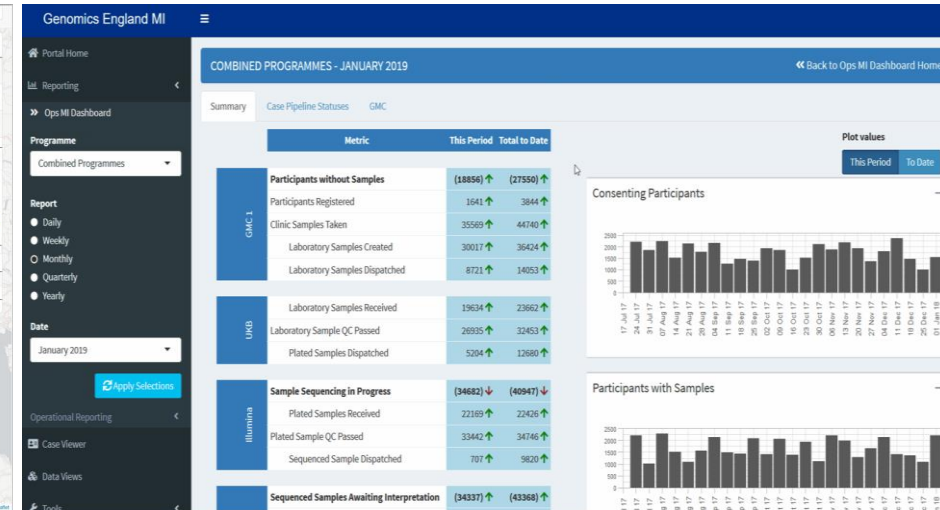 Genomics England MI
Portal Home
Reporting
Ops MI Dashboard
Programme
Combined Programmes
Report
Daily
Weekly
Monthly
Quarterly
Yearly
Date
January 2019
Apply Selections
Operational Reporting
Case Viewer
Data Views
Tools
COMBINED PROGRAMMES - JANUARY 2019
Back to Ops MI Dashboard Home
Summary Case Pipeline Statuses GMC
Metric This Period Total to Date
GMC 1
Participants without Samples (18856) (27550)
Participants Registered 1641 3844
Clinic Samples Taken 35569 44740
Laboratory Samples Created 30017 36424
Laboratory Samples Dispatched 8721 14053
UKB
Laboratory Samples Received 19634 23662
Laboratory Sample QC Passed 26935 32453
Plated Samples Dispatched 5204 12680
Illumina
Sample Sequencing in Progress (34682) (40947)
Plated Samples Received 22169 22426
Plated Sample QC Passed 33442 34746
Sequenced Sample Dispatched 707 9820
Sequenced Samples Awaiting Interpretation (34337) (43368)
Plot values
This Period To Date
Consenting Participants
2500
2000
1500
1000
500
0
17 Jul 17
24 Jul 17
31 Jul 17
07 Aug 17
14 Aug 17
21 Aug 17
28 Aug 17
04 Sep 17
11 Sep 17
18 Sep 17
25 Sep 17
02 Oct 17
09 Oct 17
16 Oct 17
23 Oct 17
30 Oct 17
06 Nov 17
13 Nov 17
20 Nov 17
27 Nov 17
04 Dec 17
11 Dec 17
18 Dec 17
25 Dec 17
01 Jan 18
Participants with Samples
2500
2000
1500
1000
500
0